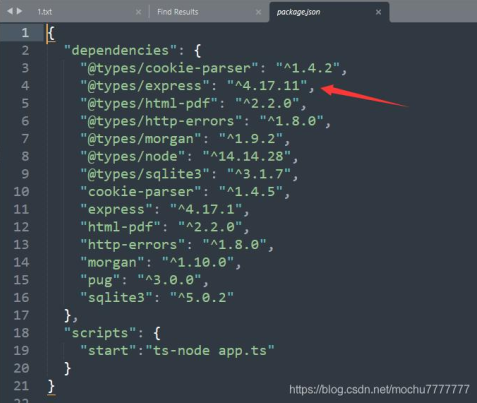 1.txt
Find Results
package.json
1 {
2 "dependencies": {
3 "@types/cookie-parser": "^1.4.2",
4 "@types/express": "^4.17.11",
5 "@types/html-pdf": "^2.2.0",
6 "@types/http-errors": "^1.8.0",
7 "@types/morgan": "^1.9.2",
8 "@types/node": "^14.14.28",
9 "@types/sqlite3": "^3.1.7",
10 "cookie-parser": "^1.4.5",
11 "express": "^4.17.1",
12 "html-pdf": "^2.2.0",
13 "http-errors": "^1.8.0",
14 "morgan": "^1.10.0",
15 "pug": "^3.0.0",
16 "sqlite3": "^5.0.2"
17 },
18 "scripts": {
19 "start":"ts-node app.ts"
20 }
21 }
22
https://blog.csdn.net/mochu7777777